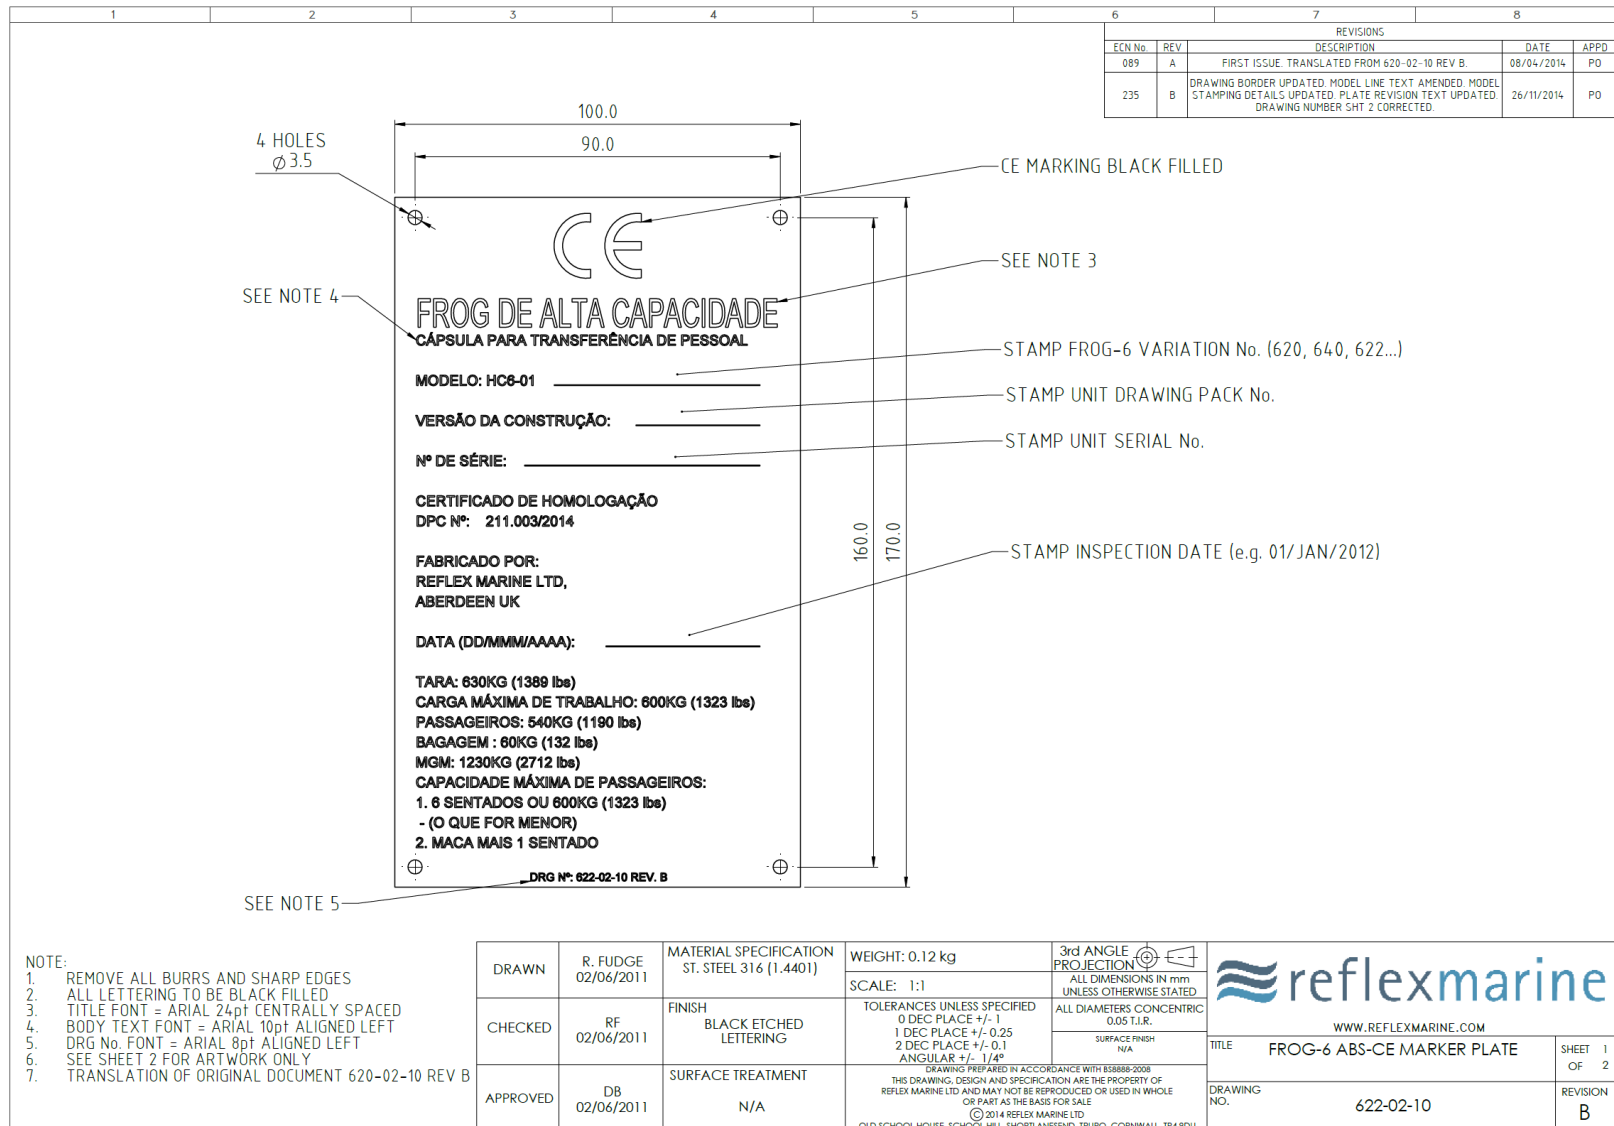 1 2 3 4 5 6 7 8
REVISIONS
ECN No. REV DESCRIPTION DATE APPD
089 A FIRST ISSUE. TRANSLATED FROM 620-02-10 REV B. 08/04/2014 PO
DRAWING BORDER UPDATED. MODEL LINE TEXT AMENDED. MODEL
235 B STAMPING DETAILS UPDATED. PLATE REVISION TEXT UPDATED. 26/11/2014 PO
DRAWING NUMBER SHT 2 CORRECTED.
100.0
90.0
4 HOLES
Ø3.5
CE MARKING BLACK FILLED
CE
SEE NOTE 3
SEE NOTE 4
FROG DE ALTA CAPACIDADE
CÁPSULA PARA TRANSFERÊNCIA DE PESSOAL
STAMP FROG-6 VARIATION No. (620, 640, 622...)
MODELO: HC6-01
STAMP UNIT DRAWING PACK No.
VERSÃO DA CONSTRUÇÃO:
STAMP UNIT SERIAL No.
Nº DE SÉRIE:
CERTIFICADO DE HOMOLOGAÇÃO
DPC Nº: 211.003/2014
160.0
170.0
STAMP INSPECTION DATE (e.g. 01/JAN/2012)
FABRICADO POR:
REFLEX MARINE LTD,
ABERDEEN UK
DATA (DD/MMM/AAAA):
TARA: 630KG (1389 lbs)
CARGA MÁXIMA DE TRABALHO: 600KG (1323 lbs)
PASSAGEIROS: 540KG (1190 lbs)
BAGAGEM : 60KG (132 lbs)
MGM: 1230KG (2712 lbs)
CAPACIDADE MÁXIMA DE PASSAGEIROS:
1. 6 SENTADOS OU 600KG (1323 lbs)
- (O QUE FOR MENOR)
2. MACA MAIS 1 SENTADO
DRG Nº: 622-02-10 REV. B
SEE NOTE 5
NOTE:
1. REMOVE ALL BURRS AND SHARP EDGES
2. ALL LETTERING TO BE BLACK FILLED
3. TITLE FONT = ARIAL 24pt CENTRALLY SPACED
4. BODY TEXT FONT = ARIAL 10pt ALIGNED LEFT
5. DRG No. FONT = ARIAL 8pt ALIGNED LEFT
6. SEE SHEET 2 FOR ARTWORK ONLY
7. TRANSLATION OF ORIGINAL DOCUMENT 620-02-10 REV B
DRAWN
R. FUDGE
02/06/2011
CHECKED
RF
02/06/2011
APPROVED
DB
02/06/2011
MATERIAL SPECIFICATION
ST. STEEL 316 (1.4401)
FINISH
BLACK ETCHED
LETTERING
SURFACE TREATMENT
N/A
WEIGHT: 0.12 kg
SCALE: 1:1
TOLERANCES UNLESS SPECIFIED
0 DEC PLACE +/- 1
1 DEC PLACE +/- 0.25
2 DEC PLACE +/- 0.1
ANGULAR +/- 1/4º
3rd ANGLE
PROJECTION
ALL DIMENSIONS IN mm
UNLESS OTHERWISE STATED
ALL DIAMETERS CONCENTRIC
0.05 T.I.R.
SURFACE FINISH
N/A
DRAWING PREPARED IN ACCORDANCE WITH BS8888-2008
THIS DRAWING, DESIGN AND SPECIFICATION ARE THE PROPERTY OF
REFLEX MARINE LTD AND MAY NOT BE REPRODUCED OR USED IN WHOLE
OR PART AS THE BASIS FOR SALE
© 2014 REFLEX MARINE LTD
OLD SCHOOL HOUSE, SCHOOL HILL, SHORTLANESEND, TRURO, CORNWALL, TR4 9DU
reflexmarine
WWW.REFLEXMARINE.COM
TITLE
FROG-6 ABS-CE MARKER PLATE
SHEET 1
OF 2
DRAWING
NO.
622-02-10
REVISION
B